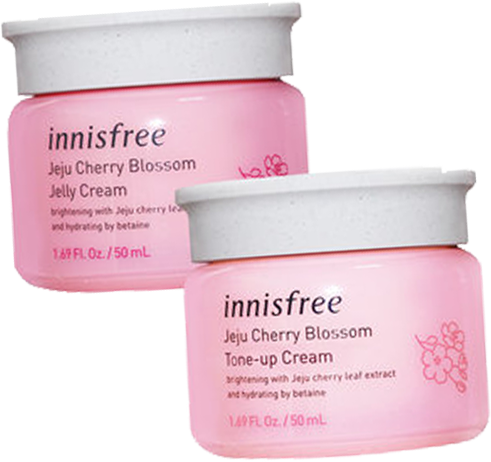 innisfree
Jeju Cherry Blossom
Jelly Cream
brightening with Jeju cherry
and hydrating by betaine
1.69 Fl. Oz. / 50 mL
innisfree
Jeju Cherry Blossom
Tone-up Cream
brightening with Jeju cherry leaf extract
and hydrating by betaine
1.69 Fl. Oz. / 50 mL